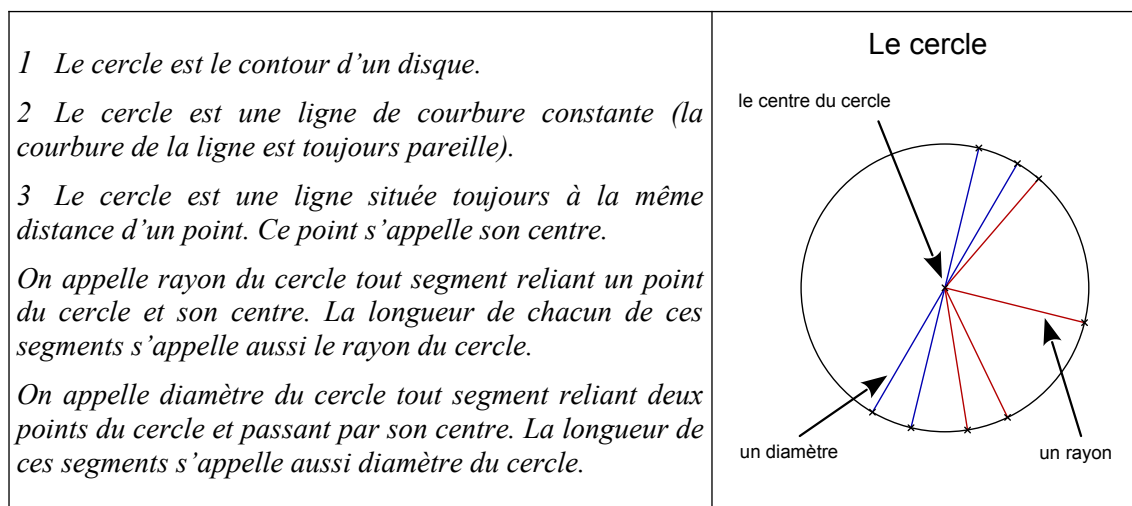 1 Le cercle est le contour d’un disque.
2 Le cercle est une ligne de courbure constante (la
courbure de la ligne est toujours pareille).
3 Le cercle est une ligne située toujours à la même
distance d’un point. Ce point s’appelle son centre.
On appelle rayon du cercle tout segment reliant un point
du cercle et son centre. La longueur de chacun de ces
segments s’appelle aussi le rayon du cercle.
On appelle diamètre du cercle tout segment reliant deux
points du cercle et passant par son centre. La longueur de
ces segments s’appelle aussi diamètre du cercle.
Le cercle
le centre du cercle
un diamètre
un rayon